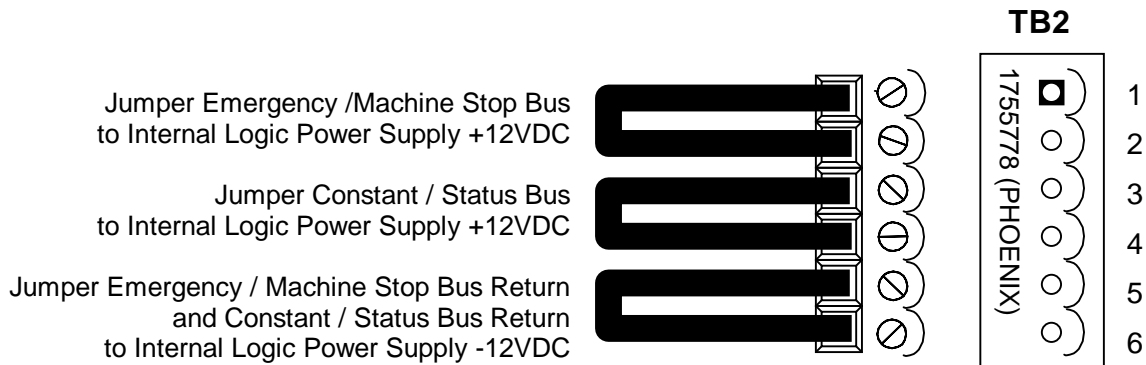 TB2
Jumper Emergency /Machine Stop Bus
to Internal Logic Power Supply +12VDC
Jumper Constant / Status Bus
to Internal Logic Power Supply +12VDC
Jumper Emergency / Machine Stop Bus Return
and Constant / Status Bus Return
to Internal Logic Power Supply -12VDC
1755778 (PHOENIX)
1
2
3
4
5
6